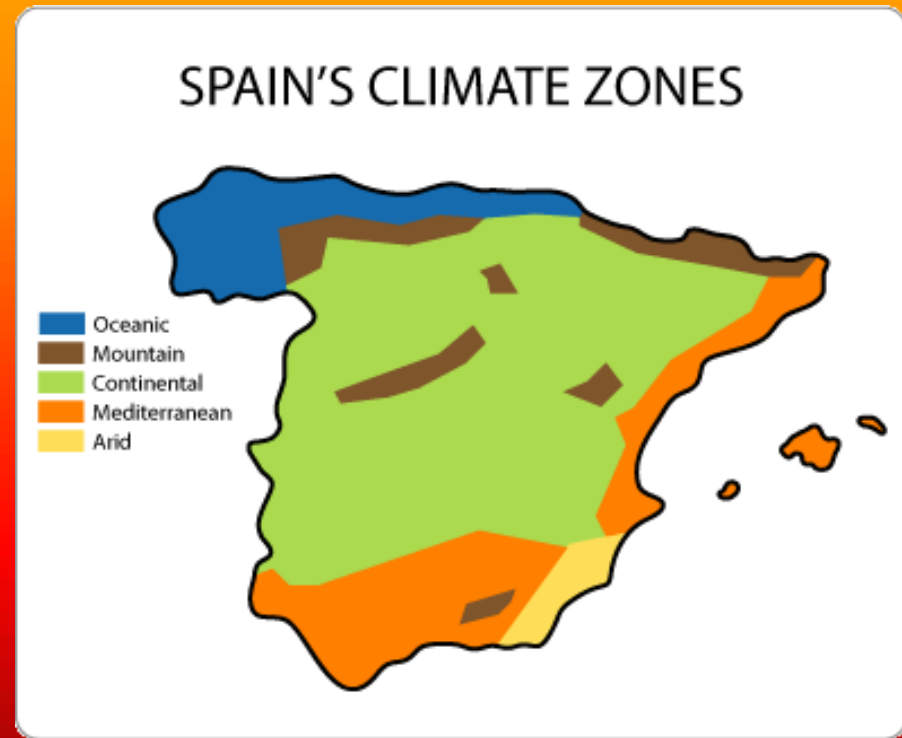 SPAIN'S CLIMATE ZONES
Oceanic
Mountain
Continental
Mediterranean
Arid